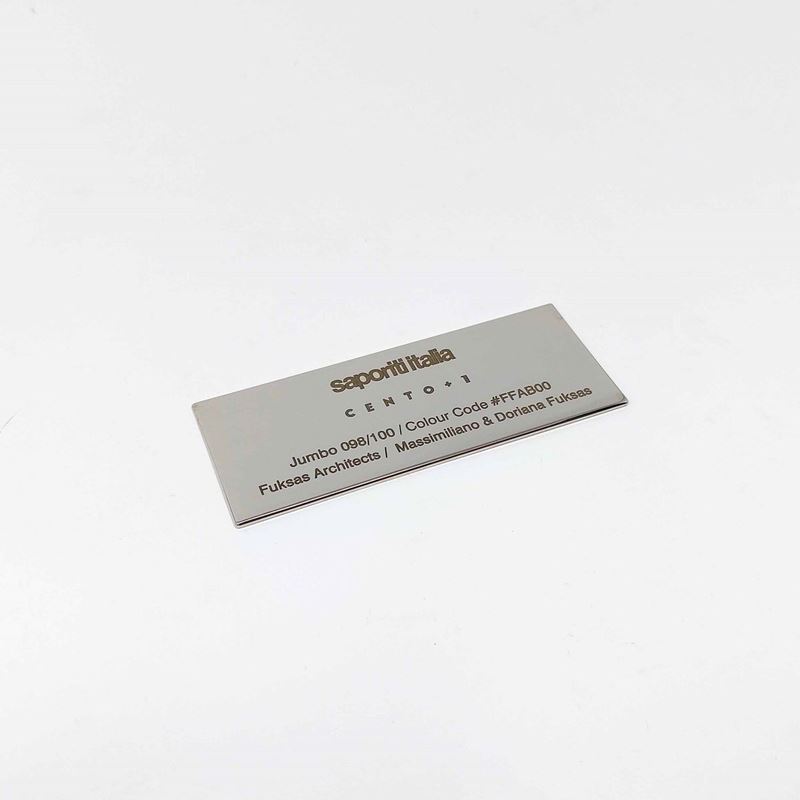 saporiti italia
CENTO+1
Jumbo 098/100 / Colour Code #FFAB00
Fuksas Architects / Massimiliano & Doriana Fuksas